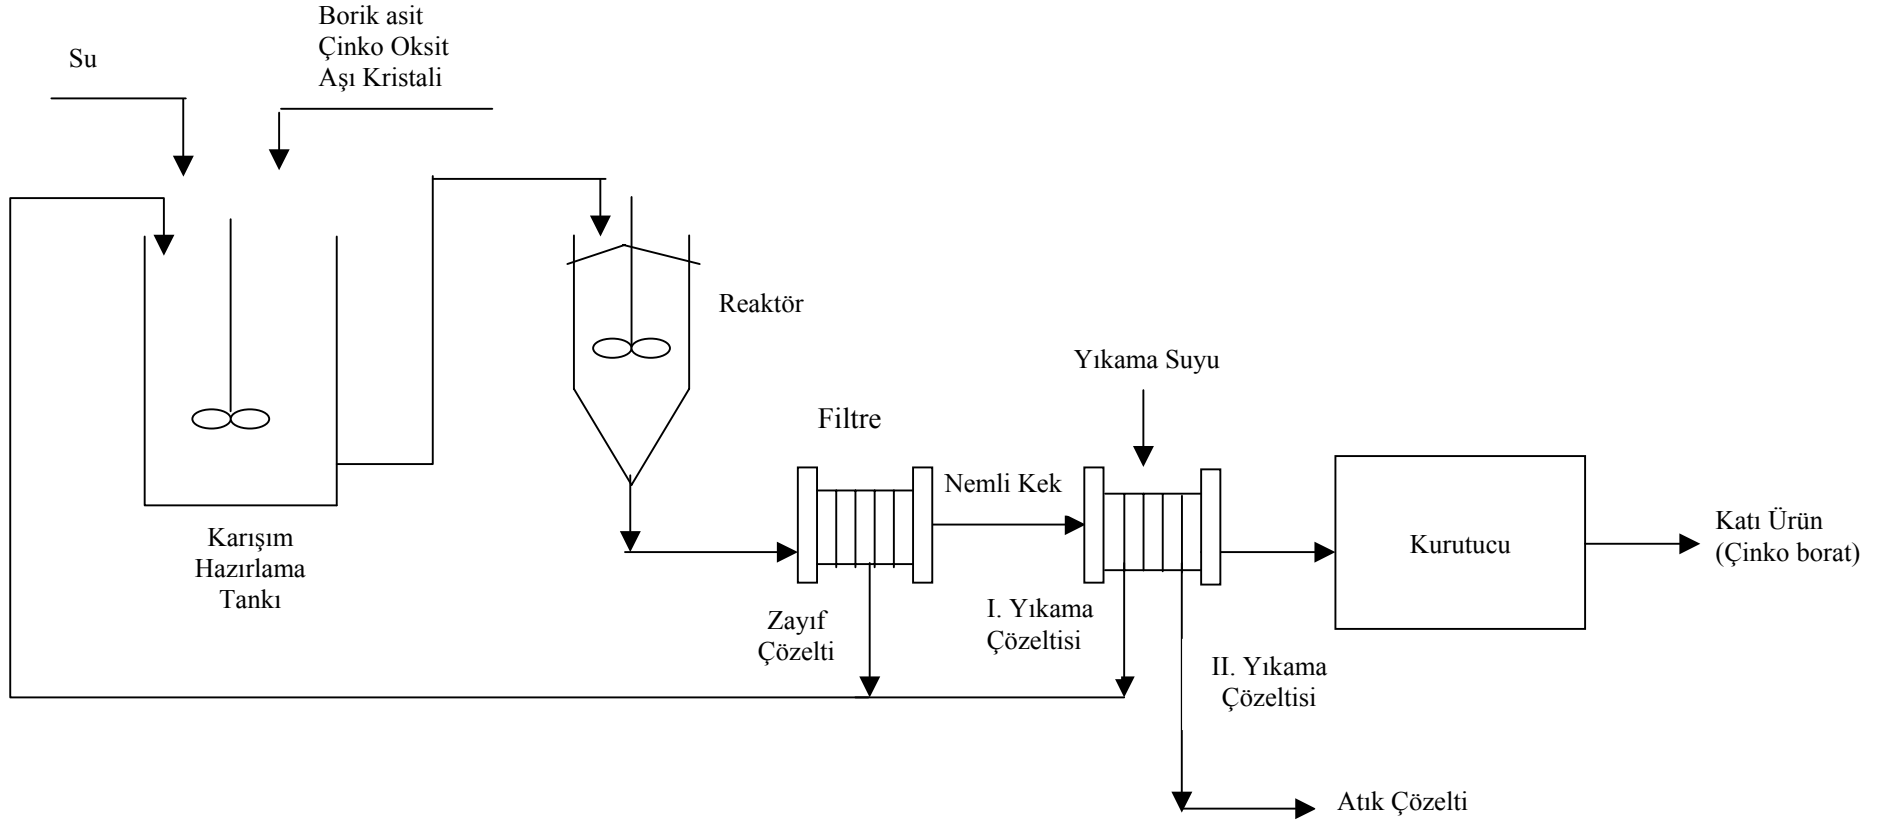 Su
Borik asit
Çinko Oksit
Aşı Kristali
Karışım
Hazırlama
Tankı
Reaktör
Filtre
Nemli Kek
Zayıf
Çözelti
Yıkama Suyu
I. Yıkama
Çözeltisi
II. Yıkama
Çözeltisi
Atık Çözelti
Kurutucu
Katı Ürün
(Çinko borat)